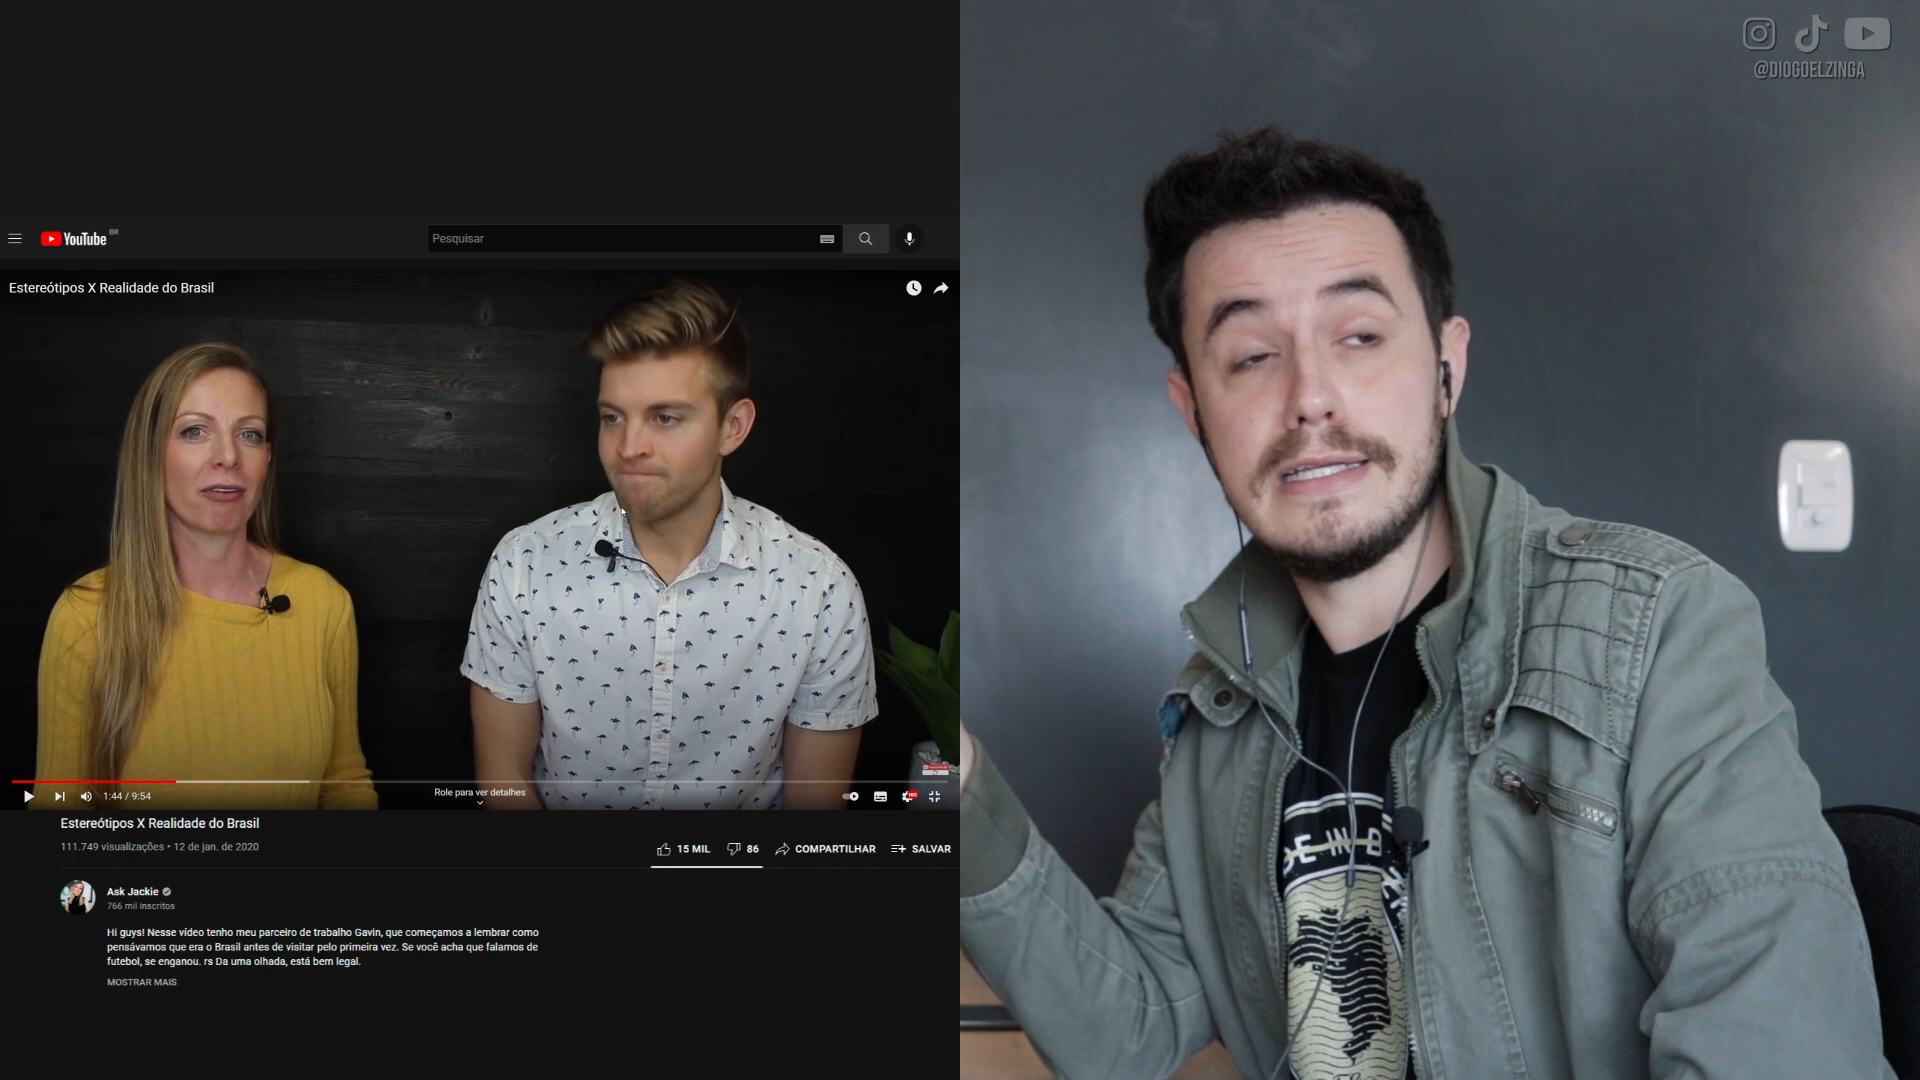 @DIOGOELZINGA
YouTube BR
Pesquisar
Estereótipos X Realidade do Brasil
1:44 / 9:54
Role para ver detalhes
HD
Estereótipos X Realidade do Brasil
111.749 visualizações • 12 de jan. de 2020
15 MIL
86
COMPARTILHAR
SALVAR
Ask Jackie
766 mil inscritos
Hi guys! Nesse vídeo tenho meu parceiro de trabalho Gavin, que começamos a lembrar como
pensávamos que era o Brasil antes de visitar pelo primeira vez. Se você acha que falamos de
futebol, se enganou. rs Da uma olhada, está bem legal.
MOSTRAR MAIS
DE IN B